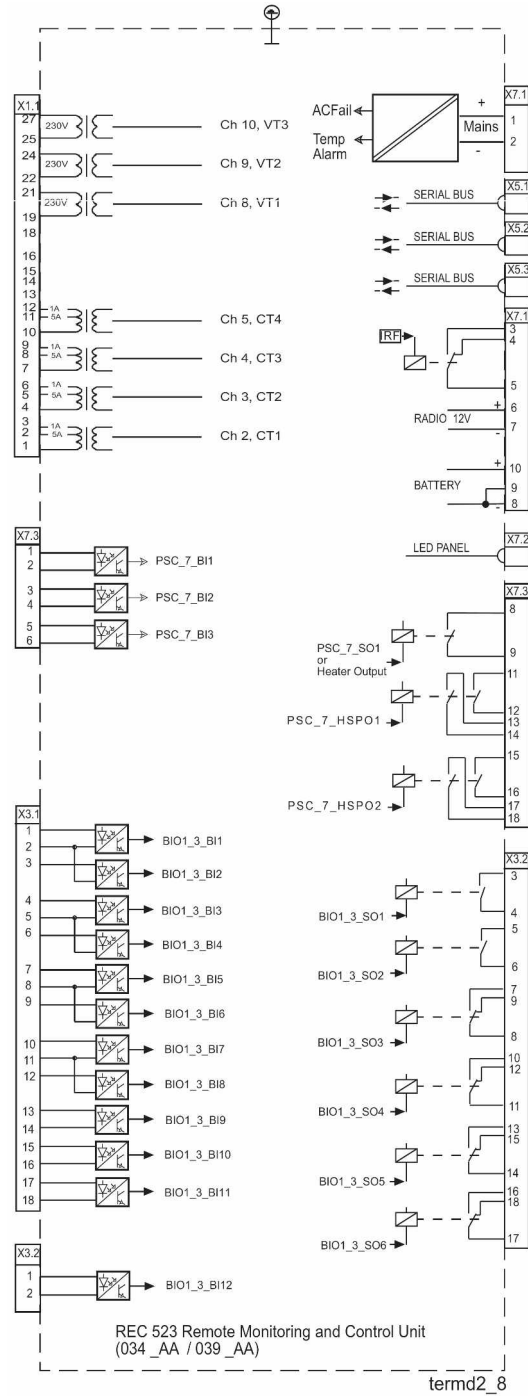 X1.1
27
230V
Ch 10, VT3
25
24
230V
Ch 9, VT2
22
21
230V
Ch 8, VT1
19
18
16
15
14
13
12
1A
11
5A
10
Ch 5, CT4
9
1A
8
5A
7
Ch 4, CT3
6
1A
5
5A
4
Ch 3, CT2
3
2
1A
5A
1
Ch 2, CT1
X7.3
1
2
PSC_7_BI1
3
4
PSC_7_BI2
5
6
PSC_7_BI3
X3.1
1
2
BIO1_3_BI1
3
BIO1_3_BI2
4
5
BIO1_3_BI3
6
BIO1_3_BI4
7
8
BIO1_3_BI5
9
BIO1_3_BI6
10
11
BIO1_3_BI7
12
BIO1_3_BI8
13
14
BIO1_3_BI9
15
16
BIO1_3_BI10
17
18
BIO1_3_BI11
X3.2
1
2
BIO1_3_BI12
X7.1
ACFail
+
1
Mains
2
Temp
Alarm
-
X5.1
SERIAL BUS
X5.2
SERIAL BUS
X5.3
SERIAL BUS
X7.1
3
4
IRF
5
+
6
RADIO 12V
7
-
+
10
BATTERY
9
8
-
X7.2
LED PANEL
X7.3
8
PSC_7_SO1
or
Heater Output
9
11
12
PSC_7_HSPO1
13
14
15
16
PSC_7_HSPO2
17
18
X3.2
3
BIO1_3_SO1
4
5
BIO1_3_SO2
6
7
9
BIO1_3_SO3
8
10
12
BIO1_3_SO4
11
13
15
BIO1_3_SO5
14
16
18
BIO1_3_SO6
17
REC 523 Remote Monitoring and Control Unit
(034 _AA / 039 _AA)
termd2_8